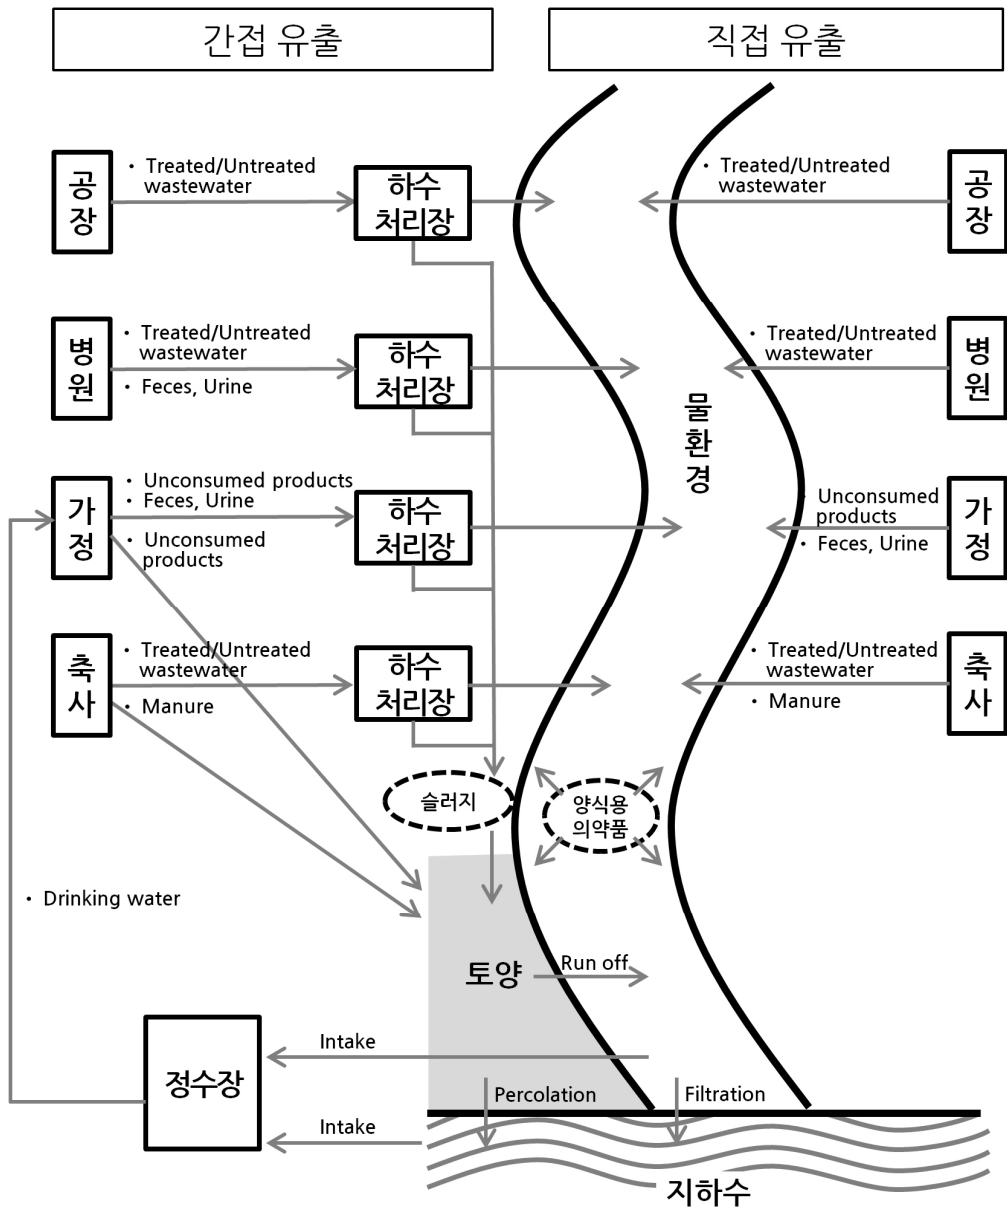 간접 유출
직접 유출
공
장
• Treated/Untreated
wastewater
하수
처리장
• Treated/Untreated
wastewater
공
장
병
원
• Treated/Untreated
wastewater
• Feces, Urine
하수
처리장
물
환
경
• Treated/Untreated
wastewater
병
원
가
정
• Unconsumed products
• Feces, Urine
• Unconsumed
products
하수
처리장
• Unconsumed
products
• Feces, Urine
가
정
축
사
• Treated/Untreated
wastewater
• Manure
하수
처리장
• Treated/Untreated
wastewater
• Manure
축
사
슬러지
양식용
의약품
• Drinking water
토양
Run off
정수장
Intake
Intake
Percolation
Filtration
지하수